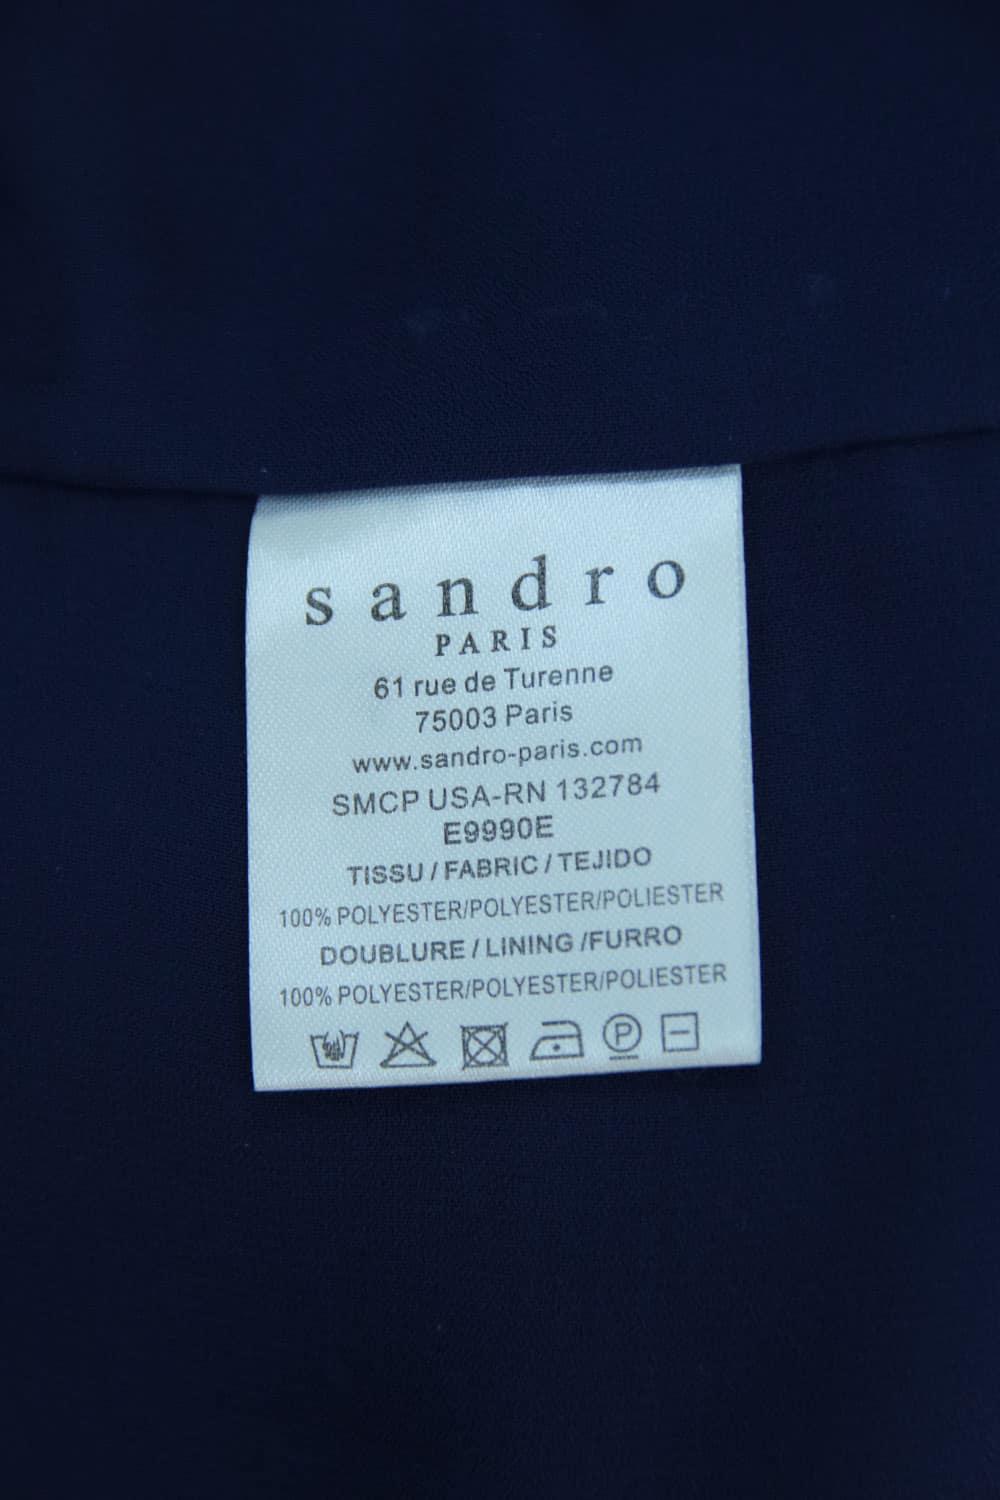 sandro
PARIS
61 rue de Turenne
75003 Paris
www.sandro-paris.com
SMCP USA-RN 132784
E9990E
TISSU / FABRIC / TEJIDO
100% POLYESTER/POLYESTER/POLIESTER
DOUBLURE / LINING /FURRO
100% POLYESTER/POLYESTER/POLIESTER
P